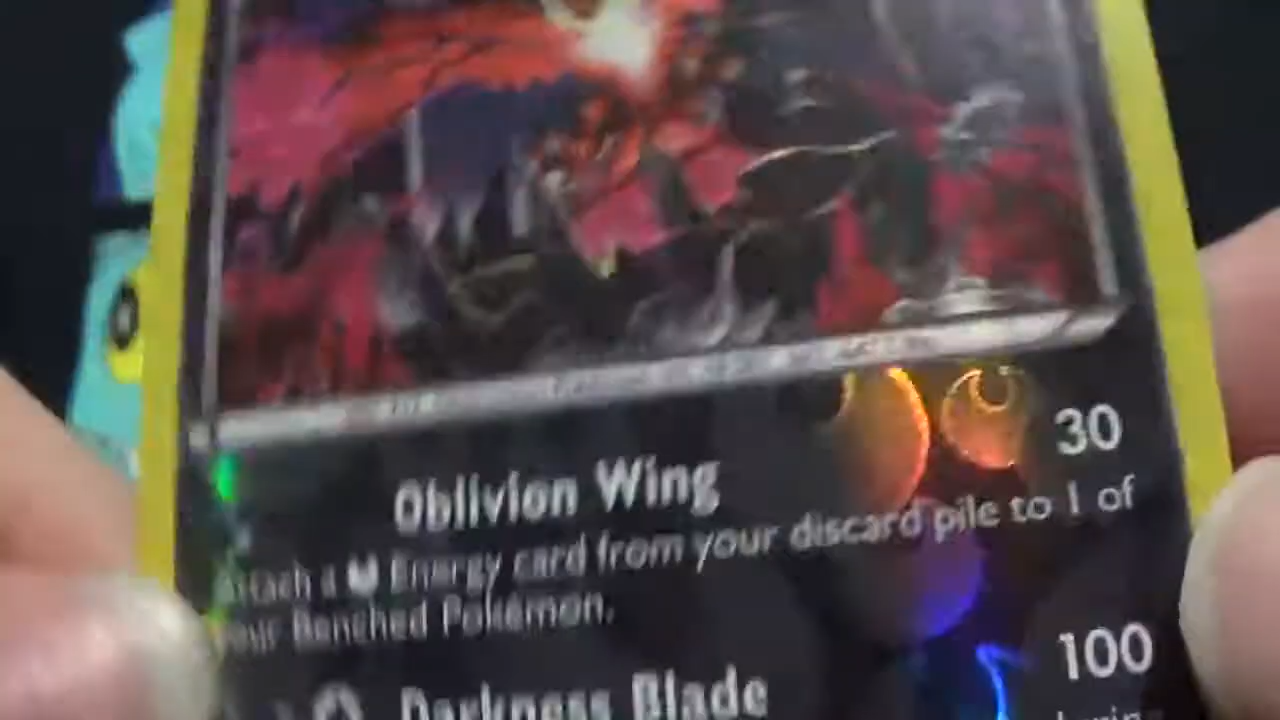 Oblivion Wing 30
Attach a Energy card from your discard pile to 1 of
your Benched Pokémon.
Darkness Blade 100